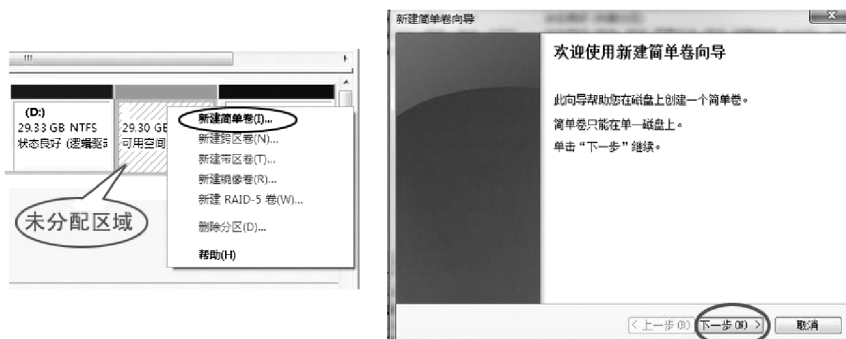 (D:)
29.33 GB NTFS
状态良好 (逻辑驱
29.30 GB
可用空间
新建简单卷(I)...
新建跨区卷(N)...
新建带区卷(T)...
新建镜像卷(R)...
新建 RAID-5 卷(W)...
删除分区(D)...
帮助(H)
未分配区域
新建简单卷向导
欢迎使用新建简单卷向导
此向导帮助您在磁盘上创建一个简单卷。
简单卷只能在单一磁盘上。
单击“下一步”继续。
< 上一步(B)
下一步(N) >
取消